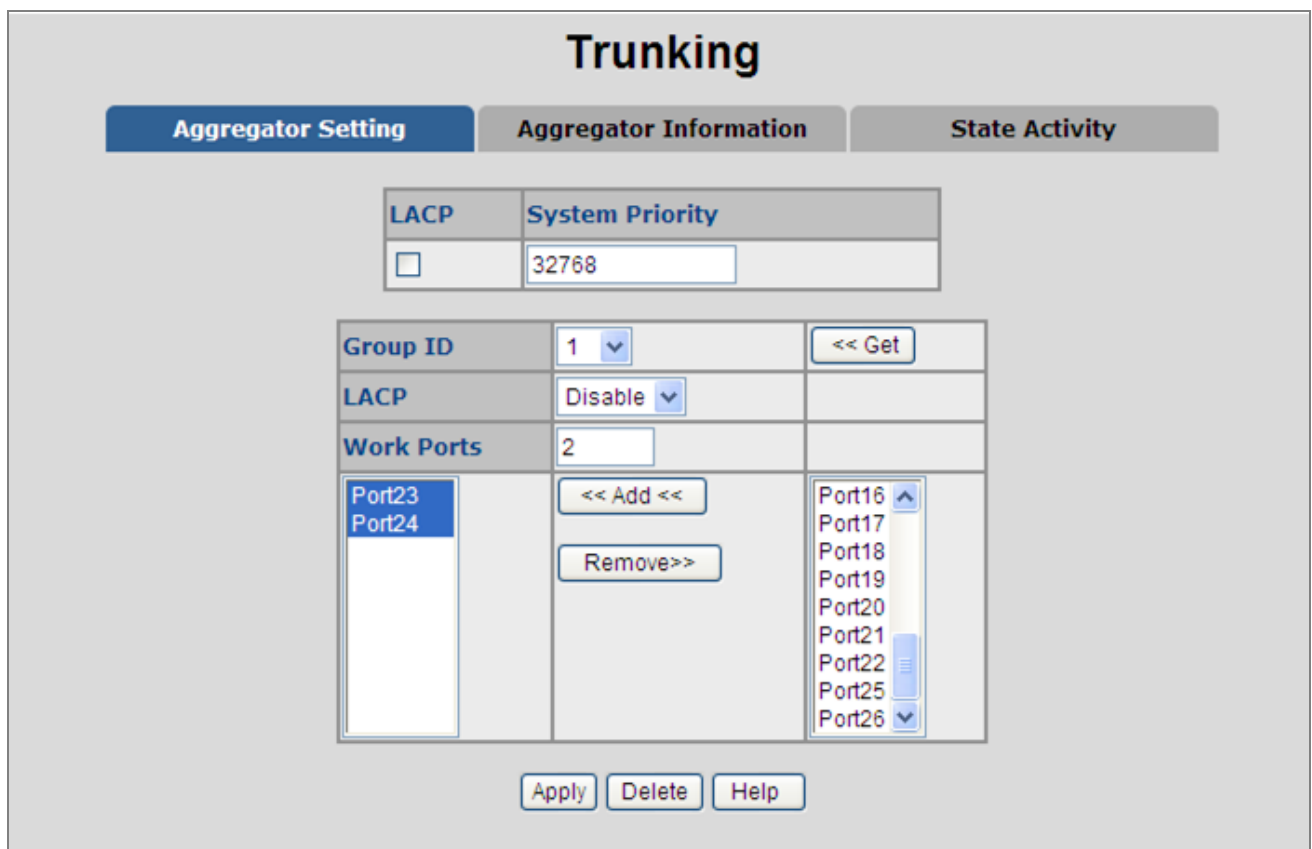 Trunking
Aggregator Setting Aggregator Information State Activity
LACP System Priority
32768
Group ID 1 << Get
LACP Disable
Work Ports 2
Port23 << Add << Port16
Port24 Port17
Remove>> Port18
Port19
Port20
Port21
Port22
Port25
Port26
Apply Delete Help